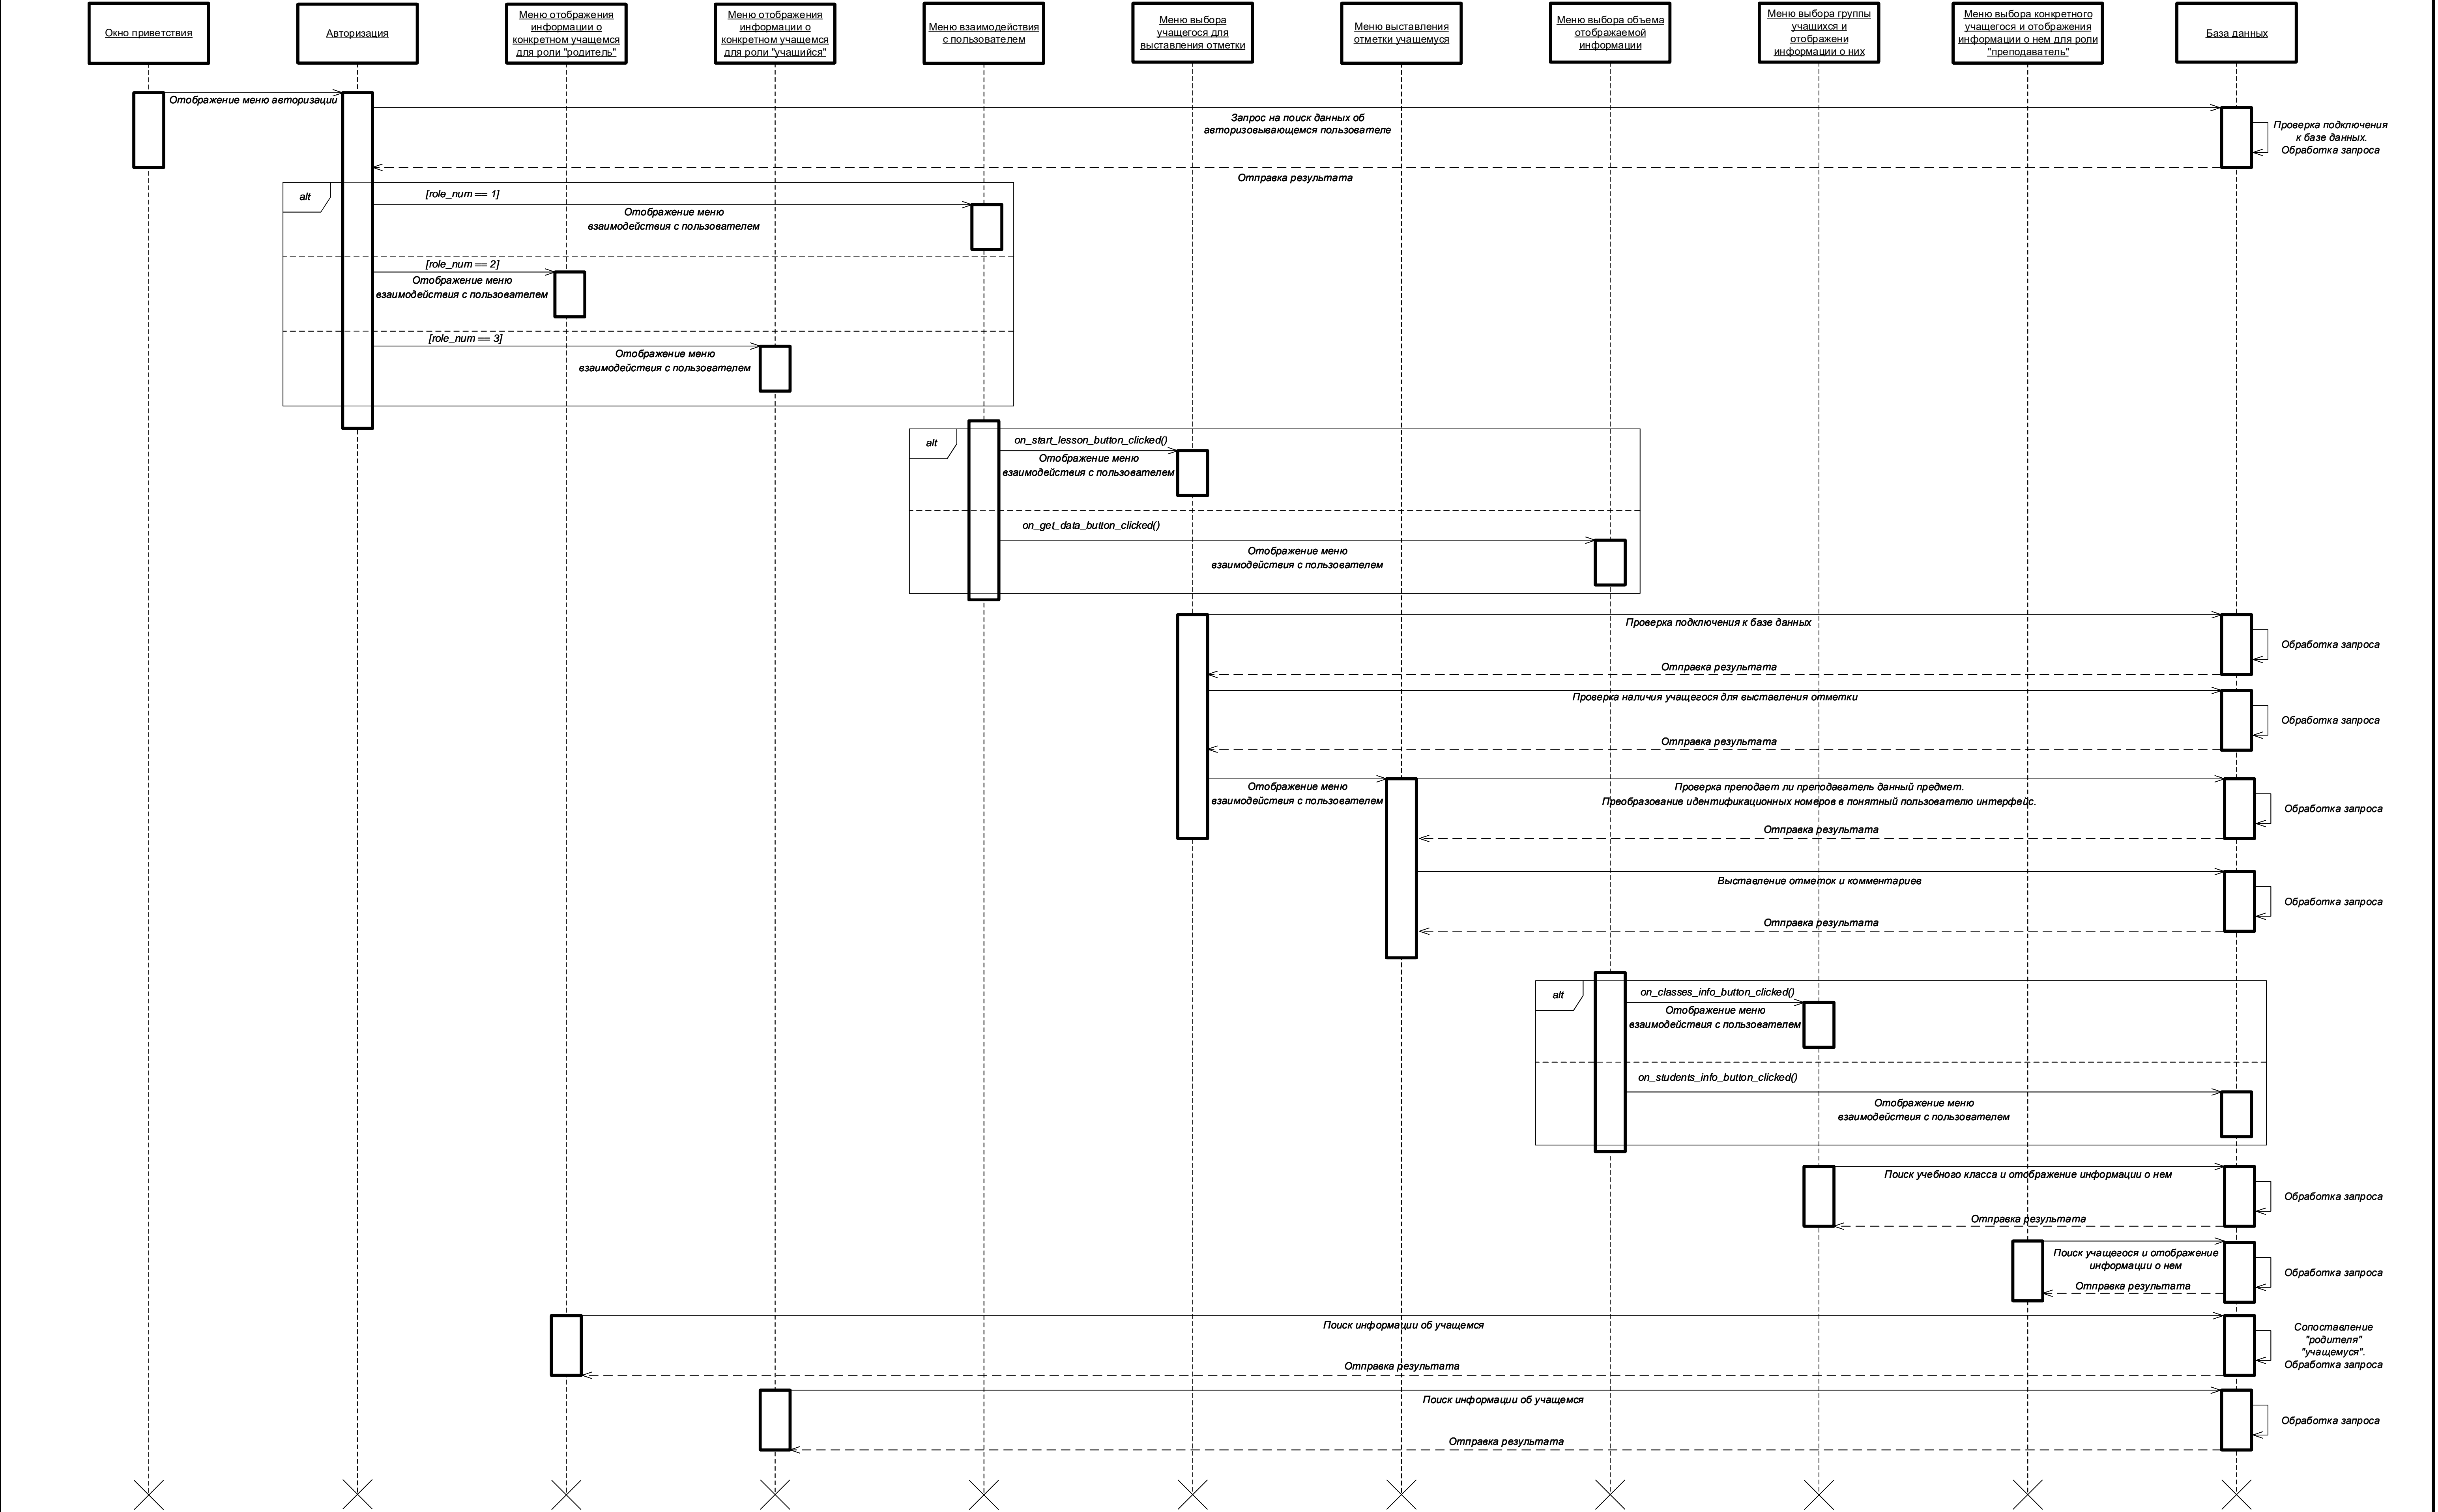 Окно приветствия
Авторизация
Меню отображения
информации о
конкретном учащемся
для роли "родитель"
Меню отображения
информации о
конкретном учащемся
для роли "учащийся"
Меню взаимодействия
с пользователем
Меню выбора
учащегося для
выставления отметки
Меню выставления
отметки учащемуся
Меню выбора объема
отображаемой
информации
Меню выбора группы
учащихся и
отображени
информации о них
Меню выбора конкретного
учащегося и отображения
информации о нем для роли
"преподаватель"
База данных
Отображение меню авторизации
Запрос на поиск данных об
авторизовывающемся пользователе
Проверка подключения
к базе данных.
Обработка запроса
Отправка результата
alt
[role_num == 1]
Отображение меню
взаимодействия с пользователем
[role_num == 2]
Отображение меню
взаимодействия с пользователем
[role_num == 3]
Отображение меню
взаимодействия с пользователем
alt
on_start_lesson_button_clicked()
Отображение меню
взаимодействия с пользователем
on_get_data_button_clicked()
Отображение меню
взаимодействия с пользователем
Проверка подключения к базе данных
Обработка запроса
Отправка результата
Проверка наличия учащегося для выставления отметки
Обработка запроса
Отправка результата
Отображение меню
взаимодействия с пользователем
Проверка преподает ли преподаватель данный предмет.
Преобразование идентификационных номеров в понятный пользователю интерфейс.
Обработка запроса
Отправка результата
Выставление отметок и комментариев
Обработка запроса
Отправка результата
alt
on_classes_info_button_clicked()
Отображение меню
взаимодействия с пользователем
on_students_info_button_clicked()
Отображение меню
взаимодействия с пользователем
Поиск учебного класса и отображение информации о нем
Обработка запроса
Отправка результата
Поиск учащегося и отображение
информации о нем
Обработка запроса
Отправка результата
Поиск информации об учащемся
Сопоставление
"родителя"
"учащемуся".
Обработка запроса
Отправка результата
Поиск информации об учащемся
Обработка запроса
Отправка результата